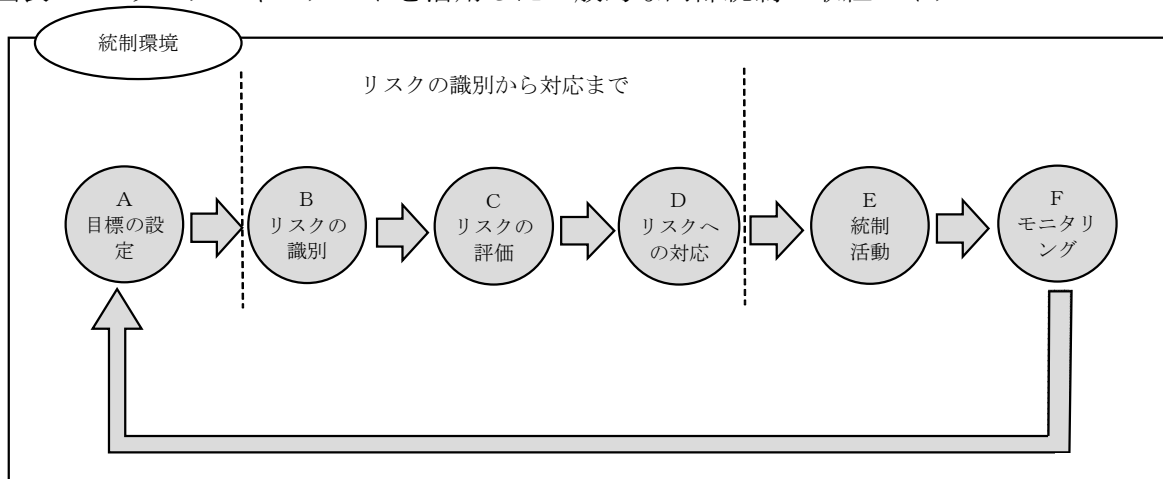 統制環境
リスクの識別から対応まで
A
目標の設
定
B
リスクの
識別
C
リスクの
評価
D
リスクへ
の対応
E
統制
活動
F
モニタリ
ング